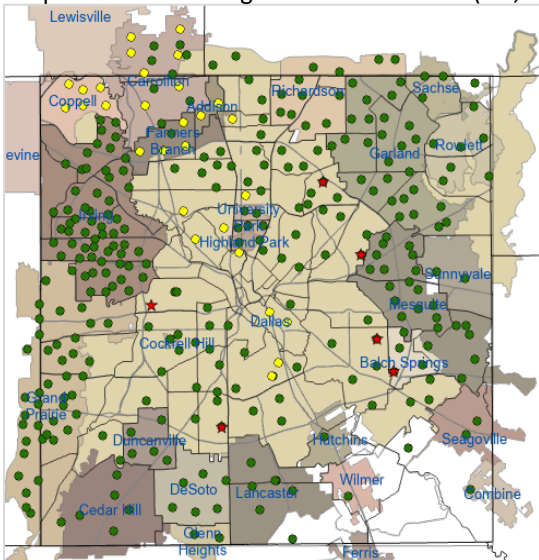 Lewisville
Carrollton
Coppell
Addison
Richardson
Sachse
Farmers
Branch
evine
Garland
Rowlett
Irving
University
Park
Highland Park
Sunnyvale
Mesquite
Dallas
Cockrell Hill
Balch Springs
Grand
Prairie
Duncanville
Hutchins
Seagoville
DeSoto
Lancaster
Wilmer
Combine
Cedar Hill
Glenn
Heights
Ferris